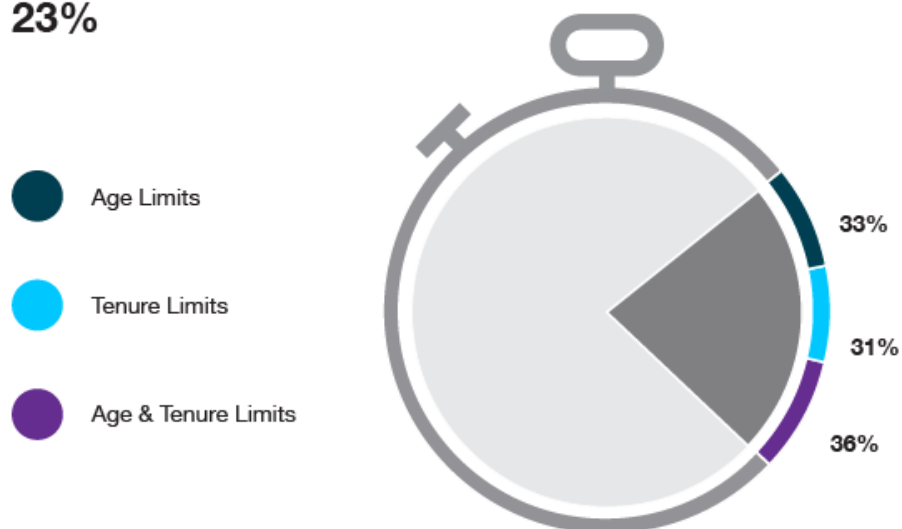 23%
Age Limits
33%
Tenure Limits
31%
Age & Tenure Limits
36%